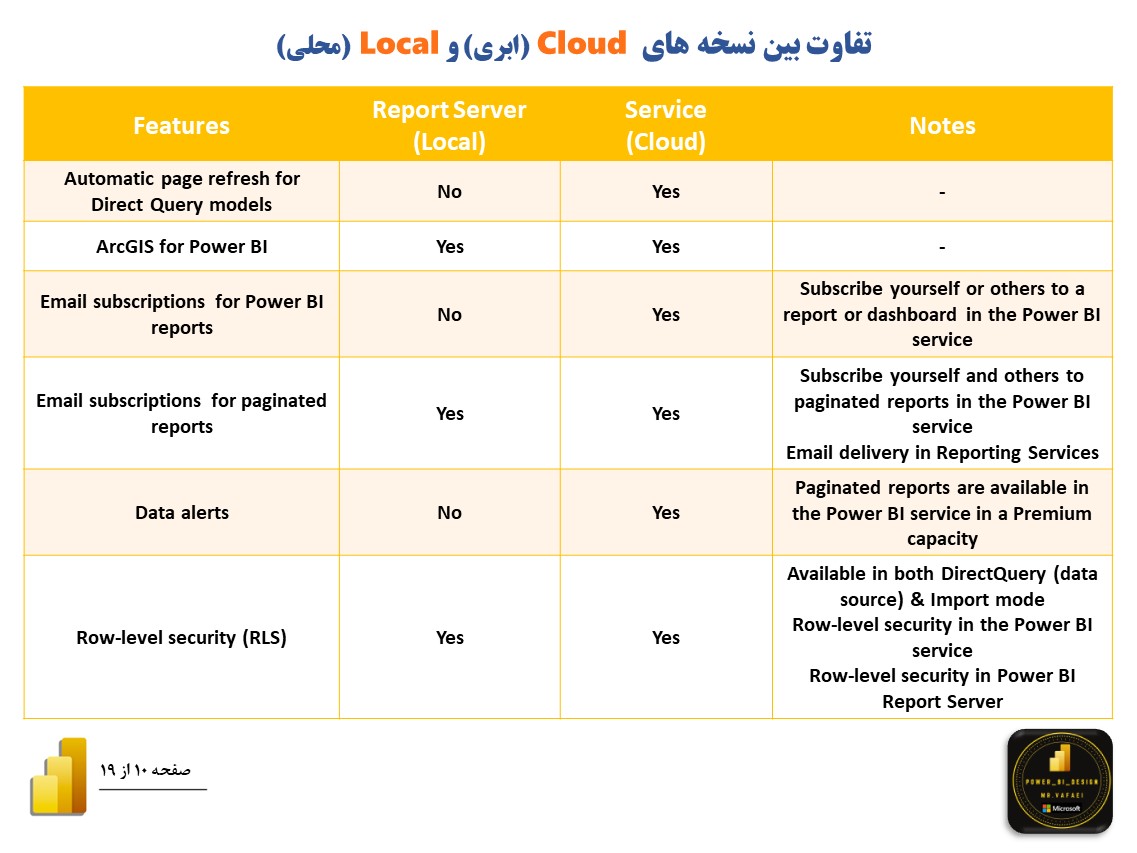 تفاوت بین نسخه های Cloud (ابری) و Local (محلی)
Features
Report Server
(Local)
Service
(Cloud)
Notes
Automatic page refresh for
Direct Query models
No
Yes
-
ArcGIS for Power BI
Yes
Yes
-
Email subscriptions for Power BI
reports
No
Yes
Subscribe yourself or others to a
report or dashboard in the Power BI
service
Email subscriptions for paginated
reports
Yes
Yes
Subscribe yourself and others to
paginated reports in the Power BI
service
Email delivery in Reporting Services
Data alerts
No
Yes
Paginated reports are available in
the Power BI service in a Premium
capacity
Row-level security (RLS)
Yes
Yes
Available in both DirectQuery (data
source) & Import mode
Row-level security in the Power BI
service
Row-level security in Power BI
Report Server
صفحه ۱۰ از ۱۹
POWER_BI_DESIGN
MR.VAFAEI
Microsoft